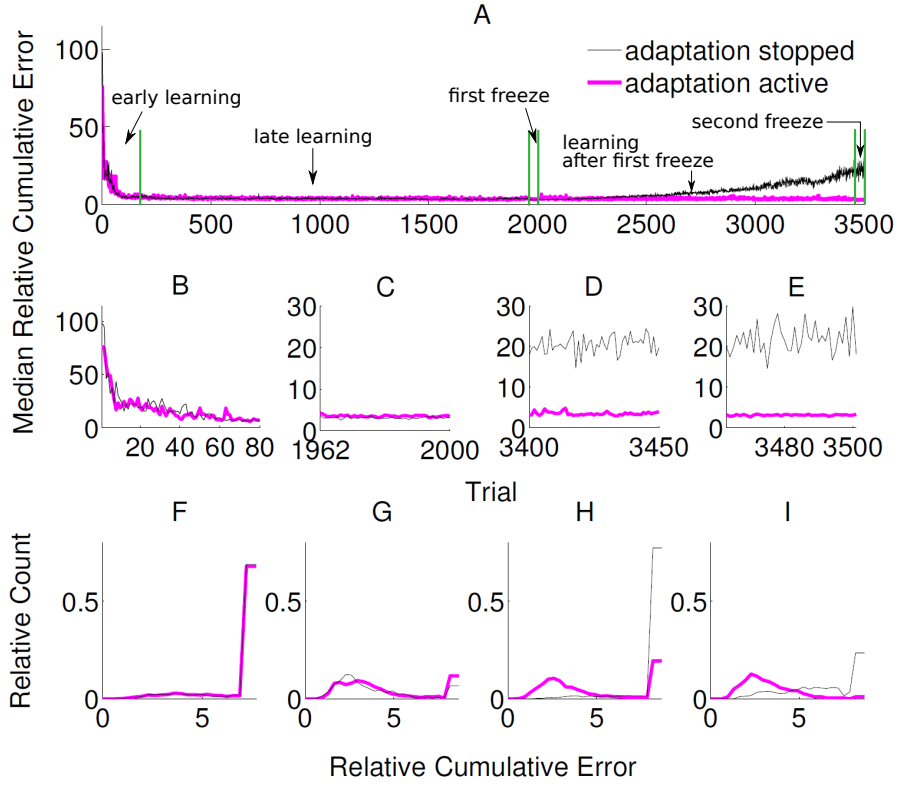 A
Median Relative Cumulative Error
100
50
0
adaptation stopped
adaptation active
early learning
late learning
first freeze
learning
after first freeze
second freeze
0 500 1000 1500 2000 2500 3000 3500
B C D E
100
50
0
20 40 60 80
30
20
10
0
1962 2000
30
20
10
0
3400 3450
30
20
10
0
3480 3500
Trial
F G H I
Relative Count
0.5
0
0 5
0.5
0
0 5
0.5
0
0 5
0.5
0
0 5
Relative Cumulative Error